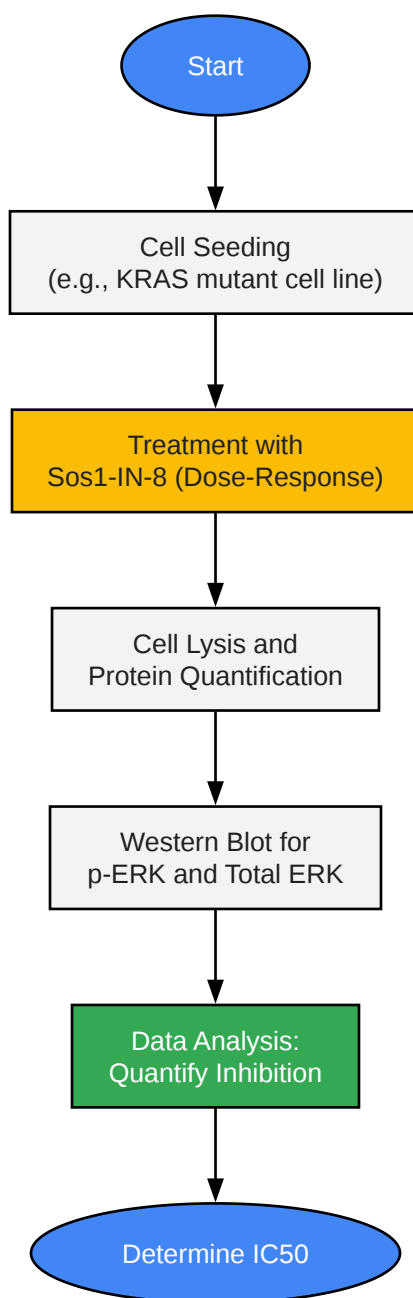 Start
Cell Seeding
(e.g., KRAS mutant cell line)
Treatment with
Sos1-IN-8 (Dose-Response)
Cell Lysis and
Protein Quantification
Western Blot for
p-ERK and Total ERK
Data Analysis:
Quantify Inhibition
Determine IC50